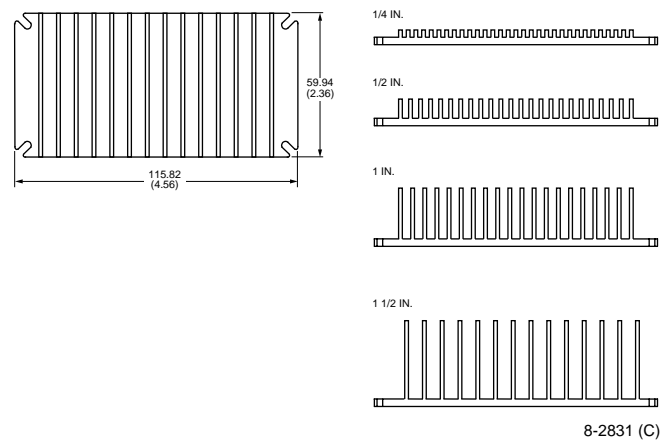 59.94
(2.36)
115.82
(4.56)
1/4 IN.
1/2 IN.
1 IN.
1 1/2 IN.
8-2831 (C)